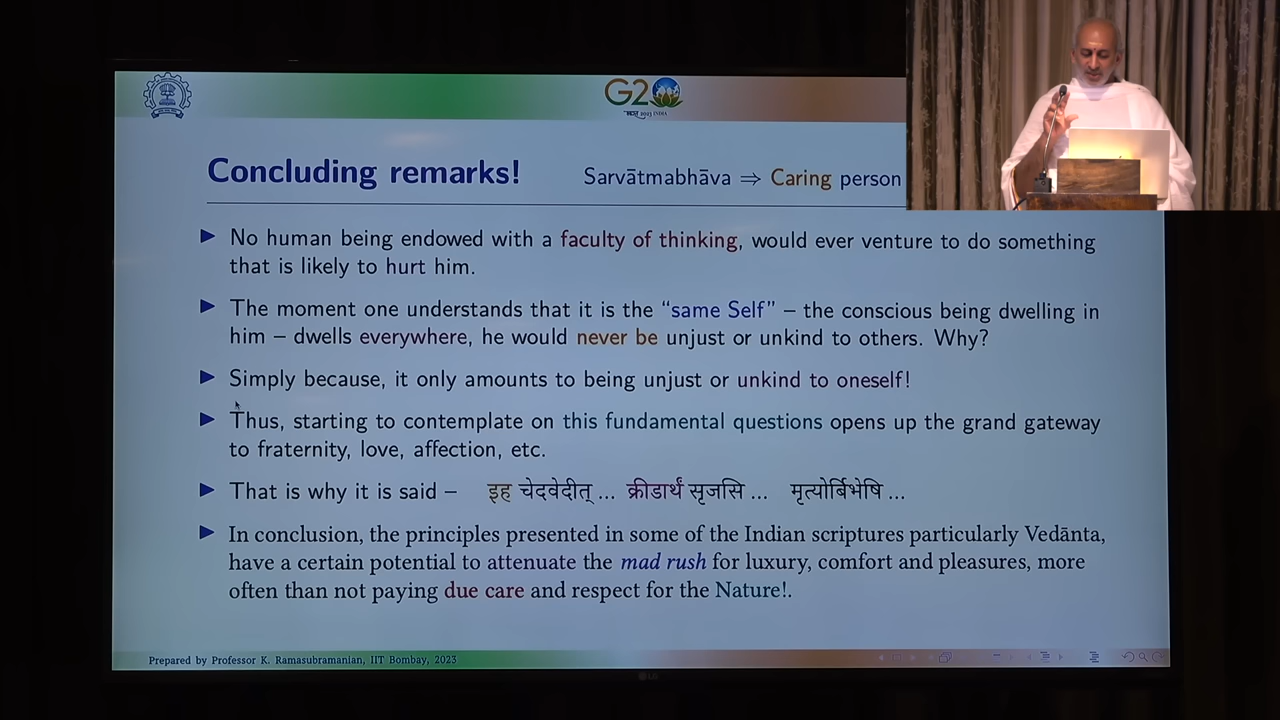 G20
भारत 2023 INDIA
Concluding remarks!
Sarvātmabhāva ⇒ Caring person
No human being endowed with a faculty of thinking, would ever venture to do something
that is likely to hurt him.
The moment one understands that it is the “same Self” – the conscious being dwelling in
him – dwells everywhere, he would never be unjust or unkind to others. Why?
Simply because, it only amounts to being unjust or unkind to oneself!
Thus, starting to contemplate on this fundamental questions opens up the grand gateway
to fraternity, love, affection, etc.
That is why it is said – इह चेदवेदीत् ... क्रीडार्थं सृजसि ... मृत्योर्बिभेषि ...
In conclusion, the principles presented in some of the Indian scriptures particularly Vedānta,
have a certain potential to attenuate the mad rush for luxury, comfort and pleasures, more
often than not paying due care and respect for the Nature!.
Prepared by Professor K. Ramasubramanian, IIT Bombay, 2023
LG